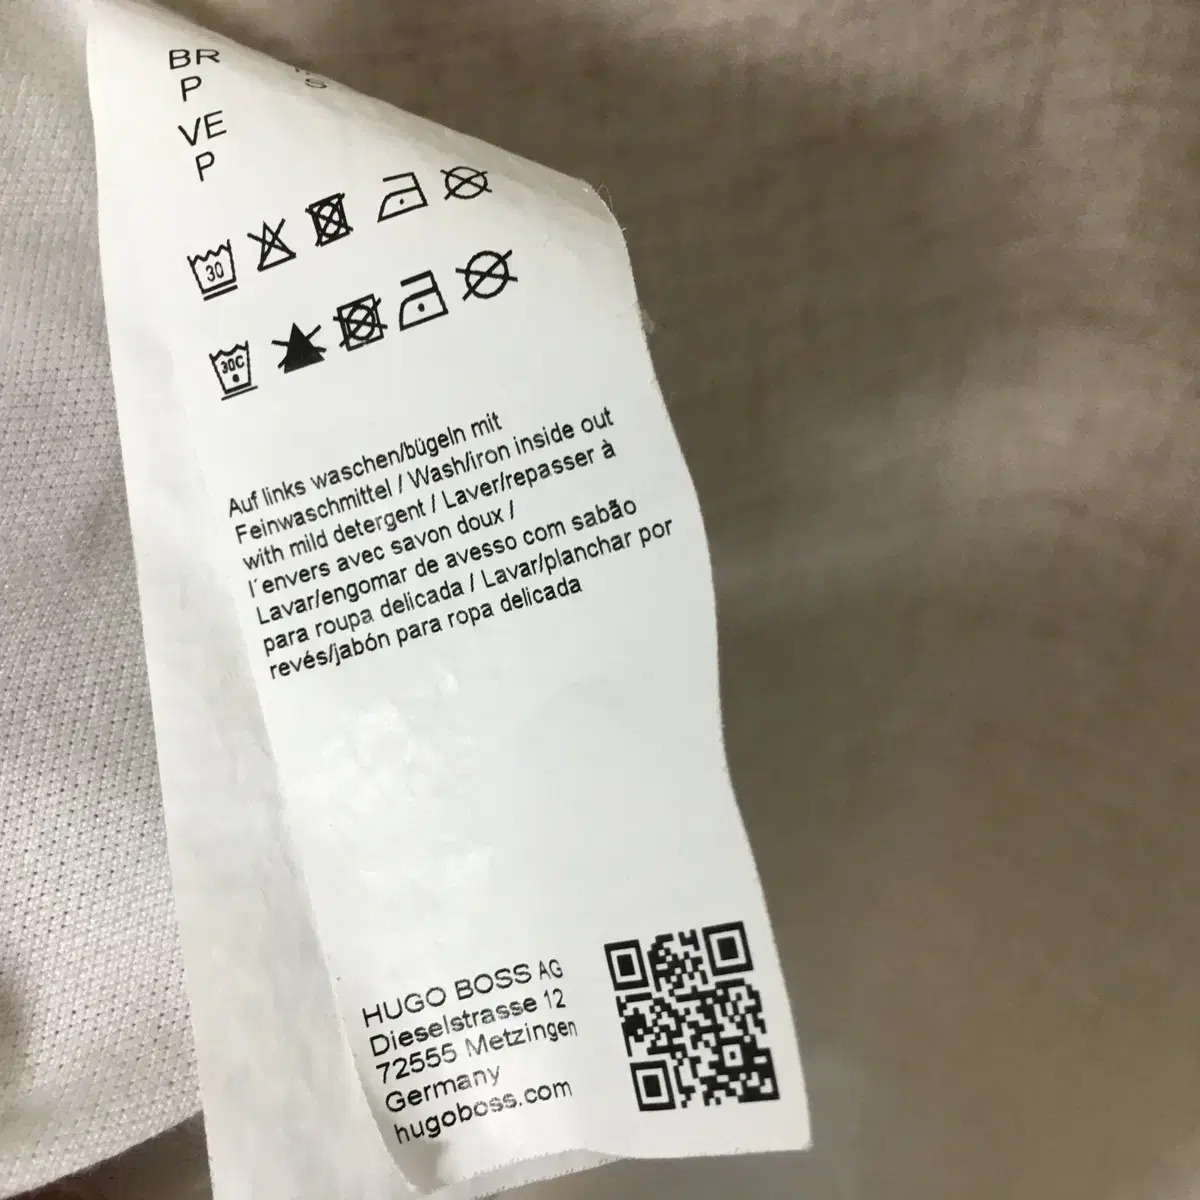 BR
P
VE
P
S
30
30C
Auf links waschen/bügeln mit
Feinwaschmittel / Wash/iron inside out
with mild detergent / Laver/repasser à
l´envers avec savon doux /
Lavar/engomar de avesso com sabão
para roupa delicada / Lavar/planchar por
revés/jabón para ropa delicada
HUGO BOSS AG
Dieselstrasse 12
72555 Metzingen
Germany
hugoboss.com